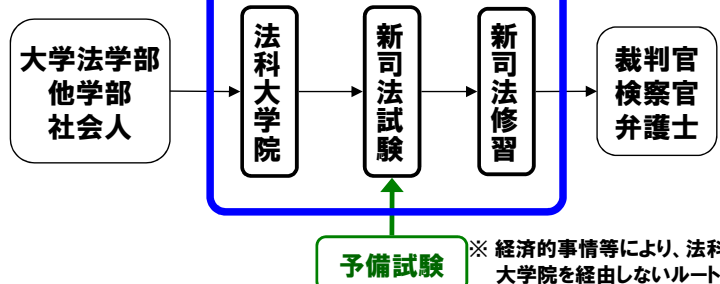 大学法学部
他学部
社会人
法科大学院
新司法試験
新司法修習
裁判官
検察官
弁護士
予備試験
※ 経済的事情等により、法科
大学院を経由しないルート